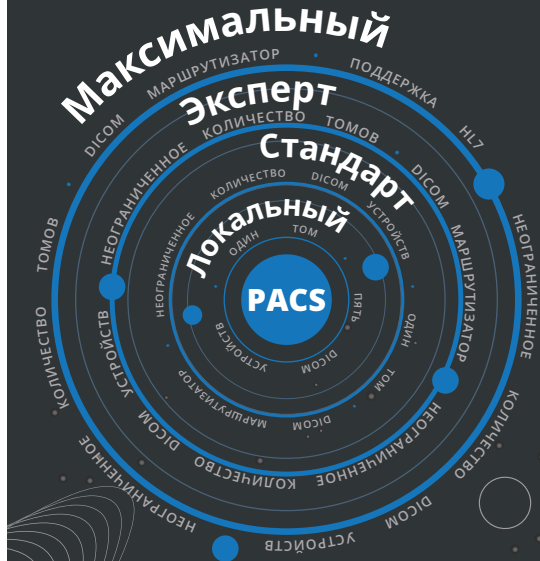 Максимальный
DICOM МАРШРУТИЗАТОР
ПОДДЕРЖКА HL7
НЕОГРАНИЧЕННОЕ КОЛИЧЕСТВО DICOM УСТРОЙСТВ
НЕОГРАНИЧЕННОЕ КОЛИЧЕСТВО ТОМОВ
Эксперт
НЕОГРАНИЧЕННОЕ КОЛИЧЕСТВО ТОМОВ
DICOM МАРШРУТИЗАТОР
НЕОГРАНИЧЕННОЕ КОЛИЧЕСТВО DICOM УСТРОЙСТВ
Стандарт
НЕОГРАНИЧЕННОЕ КОЛИЧЕСТВО DICOM УСТРОЙСТВ
ОДИН ТОМ
DICOM МАРШРУТИЗАТОР
Локальный
ОДИН ТОМ
ПЯТЬ DICOM УСТРОЙСТВ
PACS